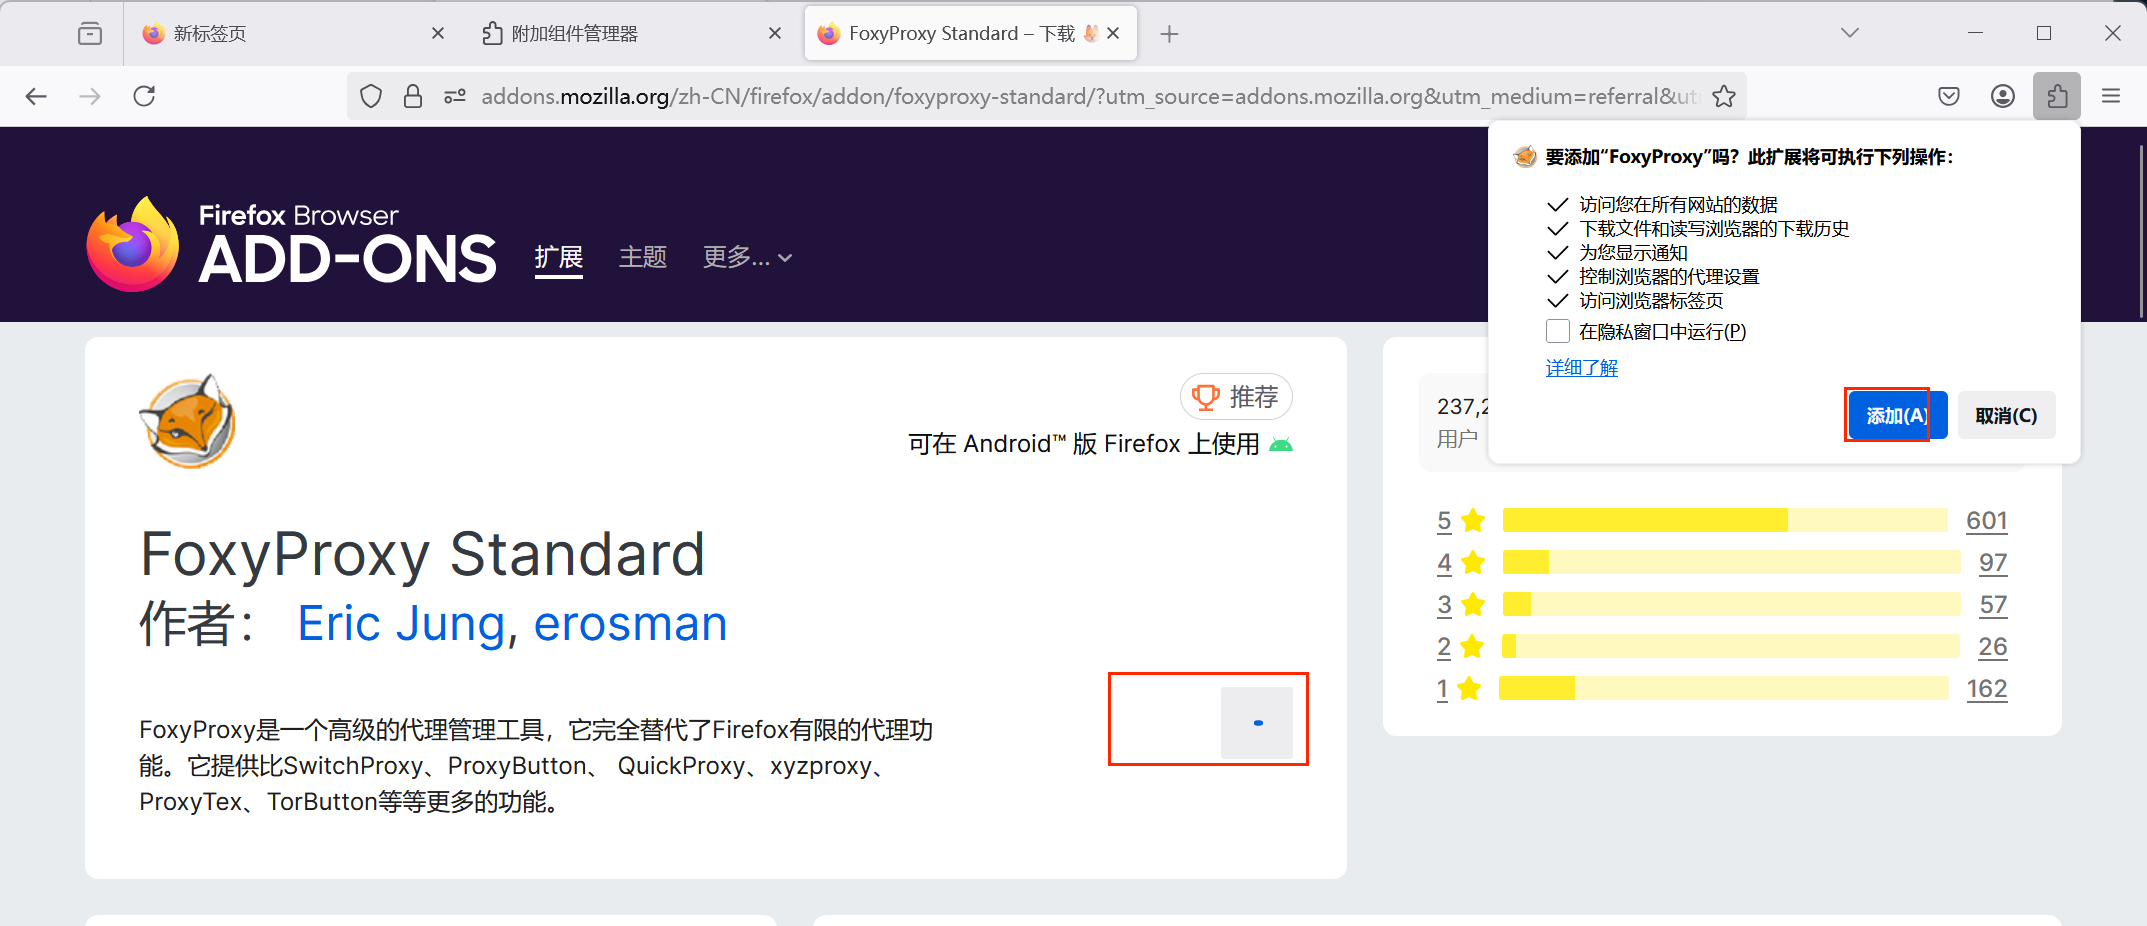 新标签页
附加组件管理器
FoxyProxy Standard – 下载
addons.mozilla.org/zh-CN/firefox/addon/foxyproxy-standard/?utm_source=addons.mozilla.org&utm_medium=referral&ut
要添加“FoxyProxy”吗？此扩展将可执行下列操作：
访问您在所有网站的数据
下载文件和读写浏览器的下载历史
为您显示通知
控制浏览器的代理设置
访问浏览器标签页
在隐私窗口中运行(P)
详细了解
添加(A)
取消(C)
Firefox Browser
ADD-ONS
扩展
主题
更多...
推荐
可在 Android™ 版 Firefox 上使用
FoxyProxy Standard
作者： Eric Jung, erosman
FoxyProxy是一个高级的代理管理工具，它完全替代了Firefox有限的代理功
能。它提供比SwitchProxy、ProxyButton、 QuickProxy、xyzproxy、
ProxyTex、TorButton等等更多的功能。
237,2
用户
5 601
4 97
3 57
2 26
1 162